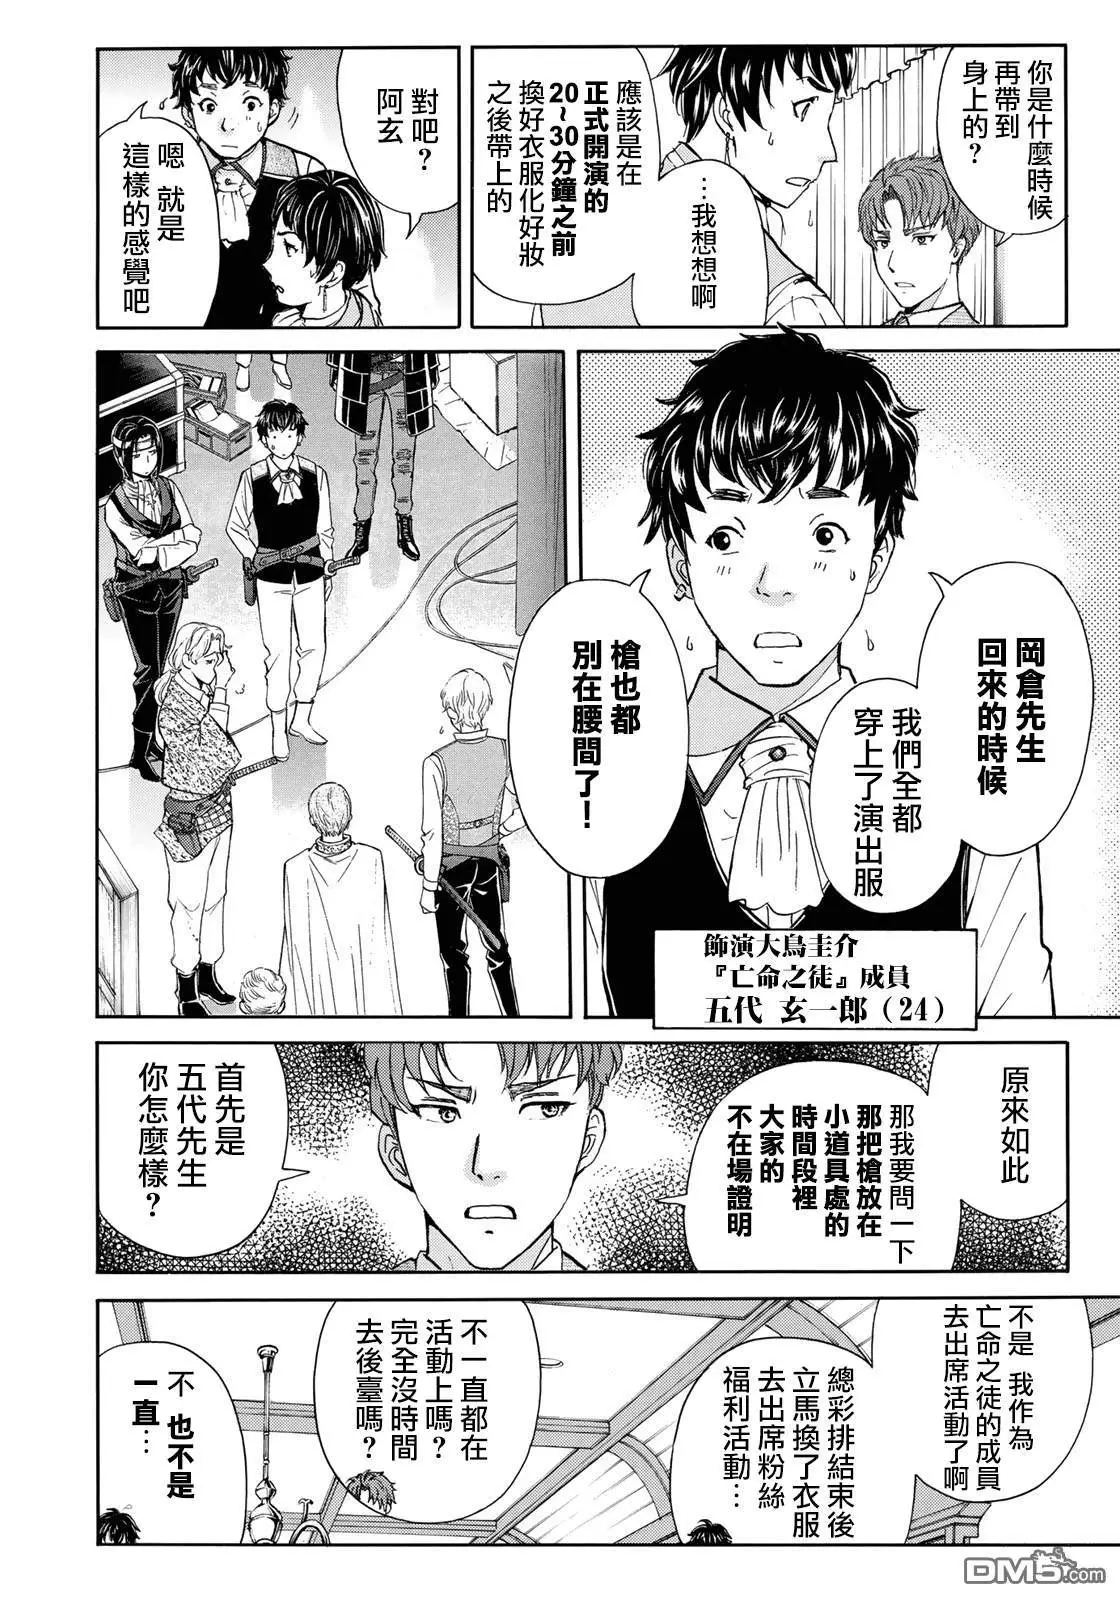 你是什麼時候
再帶到
身上的？
…我想想啊
應該是在
正式開演的
20~30分鐘之前
換好衣服化好妝
之後帶上的
對吧？
阿玄
嗯 就是
這樣的感覺吧
岡倉先生
回來的時候
我們全都
穿上了演出服
槍也都
別在腰間了！
飾演大鳥圭介
『亡命之徒』成員
五代 玄一郎（24）
原來如此
那我要問一下
那把槍放在
小道具處的
時間段裡
大家的
不在場證明
首先是
五代先生
你怎麼樣？
不是 我作為
亡命之徒的成員
去出席活動了啊
總彩排結束後
立馬換了衣服
去出席粉絲
福利活動…
不一直都在
活動上嗎？
完全沒時間
去後臺嗎？
不 也不是
一直…
DM5.com